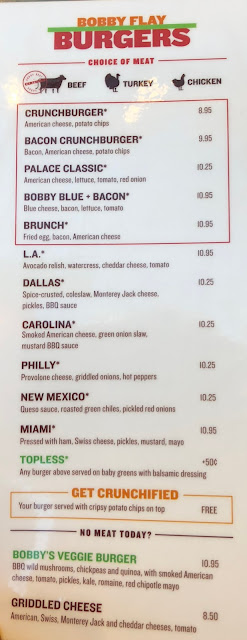 BOBBY FLAY
BURGERS
CHOICE OF MEAT
BEEF TURKEY CHICKEN
CRUNCHBURGER* 8.95
American cheese, potato chips
BACON CRUNCHBURGER* 9.95
Bacon, American cheese, potato chips
PALACE CLASSIC* 10.25
American cheese, lettuce, tomato, red onion
BOBBY BLUE + BACON* 10.95
Blue cheese, bacon, lettuce, tomato
BRUNCH* 10.95
Fried egg, bacon, American cheese
L.A.* 10.95
Avocado relish, watercress, cheddar cheese, tomato
DALLAS* 10.25
Spice-crusted, coleslaw, Monterey Jack cheese,
pickles, BBQ sauce
CAROLINA* 10.25
Smoked American cheese, green onion slaw,
mustard BBQ sauce
PHILLY* 10.25
Provolone cheese, griddled onions, hot peppers
NEW MEXICO* 10.25
Queso sauce, roasted green chiles, pickled red onions
MIAMI* 10.95
Pressed with ham, Swiss cheese, pickles, mustard, mayo
TOPLESS* +50¢
Any burger above served on baby greens with balsamic dressing
GET CRUNCHIFIED
Your burger served with cripsy potato chips on top FREE
NO MEAT TODAY?
BOBBY'S VEGGIE BURGER 10.95
BBQ wild mushrooms, chickpeas and quinoa, with smoked American
cheese, tomato, pickles, kale, romaine, red chipotle mayo
GRIDDLED CHEESE 8.50
American, Swiss, Monterey Jack and cheddar cheeses, tomato